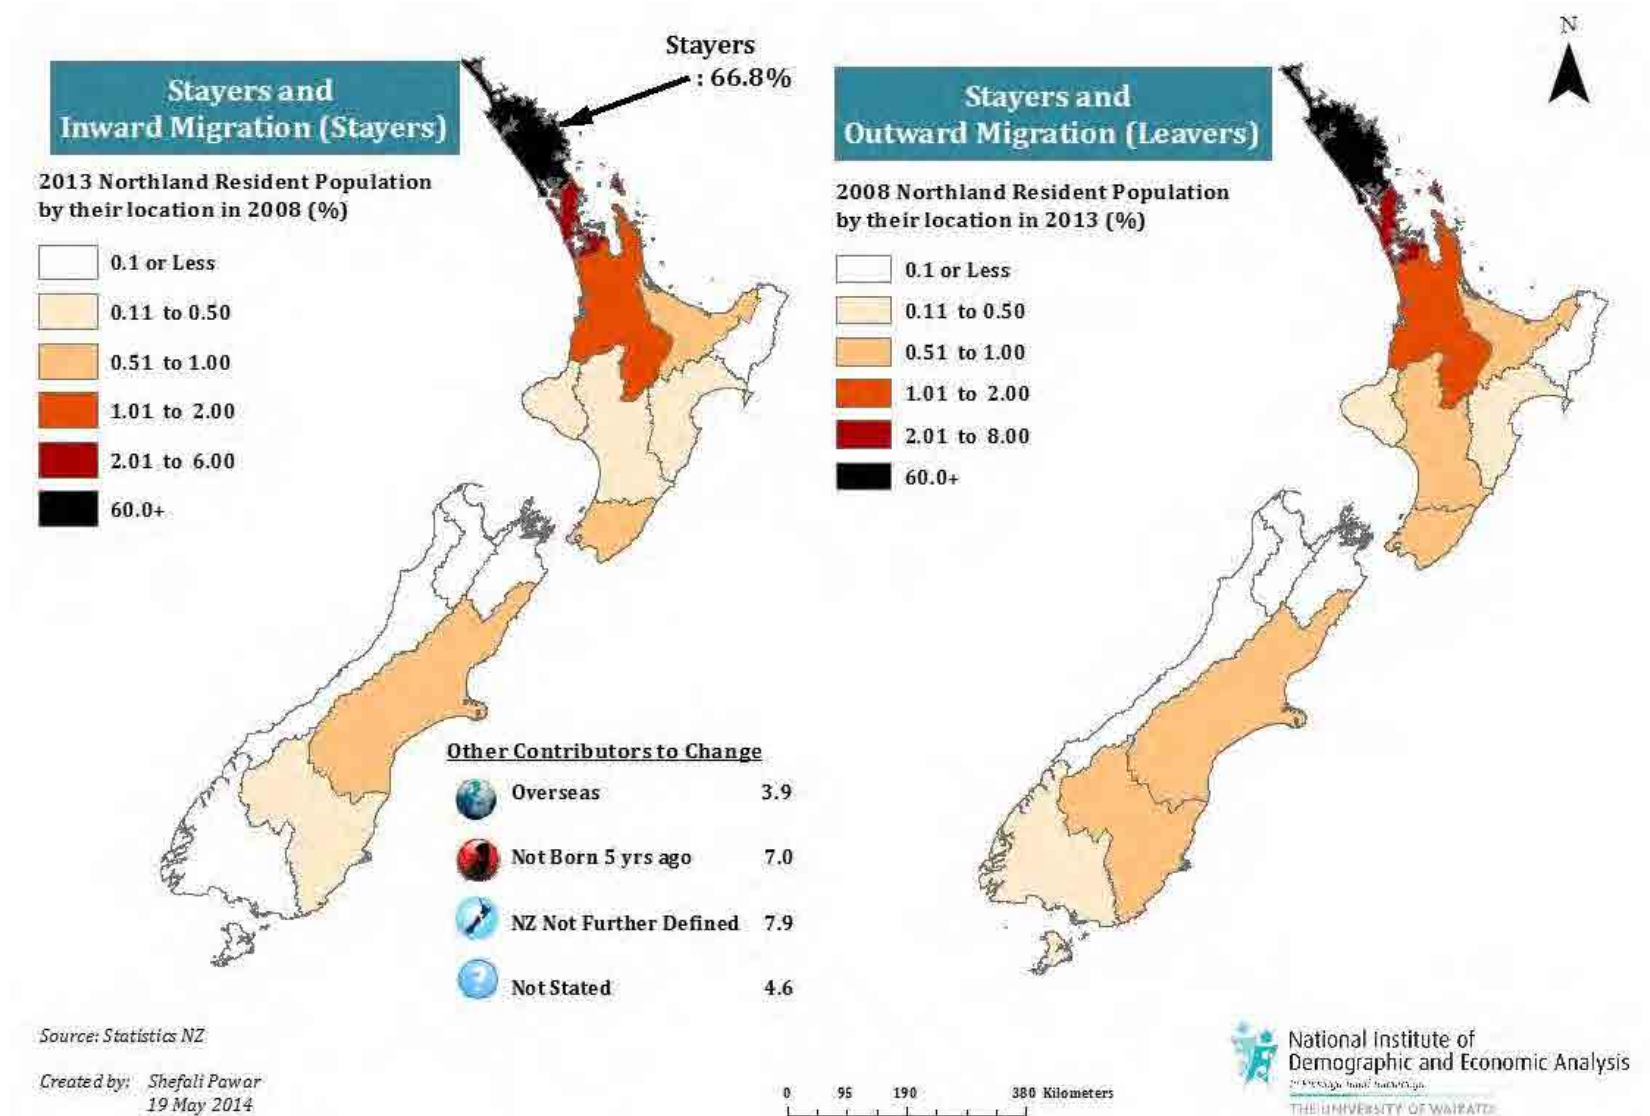 Stayers and
Inward Migration (Stayers)
2013 Northland Resident Population
by their location in 2008 (%)
0.1 or Less
0.11 to 0.50
0.51 to 1.00
1.01 to 2.00
2.01 to 6.00
60.0+
Stayers
: 66.8%
Stayers and
Outward Migration (Leavers)
2008 Northland Resident Population
by their location in 2013 (%)
0.1 or Less
0.11 to 0.50
0.51 to 1.00
1.01 to 2.00
2.01 to 8.00
60.0+
N
Other Contributors to Change
Overseas 3.9
Not Born 5 yrs ago 7.0
NZ Not Further Defined 7.9
? Not Stated 4.6
Source: Statistics NZ
Created by: Shefali Pawar
19 May 2014
0 95 190 380 Kilometers
National Institute of
Demographic and Economic Analysis
THE UNIVERSITY OF WAIKATO